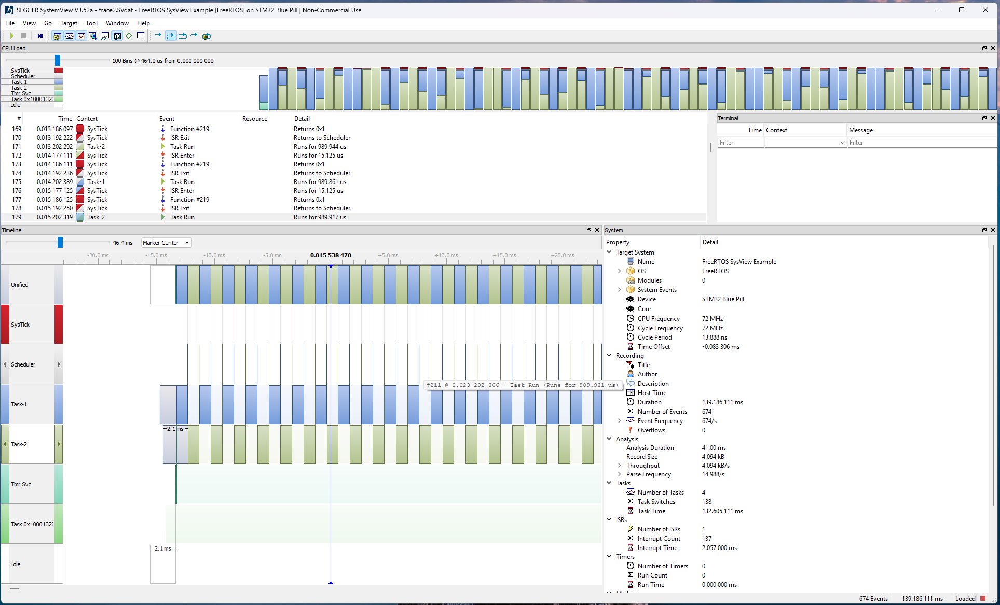 SEGGER SystemView V3.52a - trace2.SVdat - FreeRTOS SysView Example [FreeRTOS] on STM32 Blue Pill | Non-Commercial Use
File View Go Target Tool Window Help
CPU Load
100 Bins @ 464.0 us from 0.000 000 000
SysTick
Scheduler
Task-1
Task-2
Tmr Svc
Task 0x1000132(
Idle
# Time Context Event Resource Detail
169 0.013 186 097 SysTick Function #219 Returns 0x1
170 0.013 192 222 SysTick ISR Exit Returns to Scheduler
171 0.013 202 292 Task-2 Task Run Runs for 989.944 us
172 0.014 177 111 SysTick ISR Enter Runs for 15.125 us
173 0.014 186 111 SysTick Function #219 Returns 0x1
174 0.014 192 236 SysTick ISR Exit Returns to Scheduler
175 0.014 202 389 Task-1 Task Run Runs for 989.861 us
176 0.015 177 125 SysTick ISR Enter Runs for 15.125 us
177 0.015 186 125 SysTick Function #219 Returns 0x1
178 0.015 192 250 SysTick ISR Exit Returns to Scheduler
179 0.015 202 319 Task-2 Task Run Runs for 989.917 us
Terminal
Time Context Message
Filter Filter
Timeline
46.4 ms Marker Center
-20.0 ms -15.0 ms -10.0 ms -5.0 ms 0.015 538 470 +5.0 ms +10.0 ms +15.0 ms +20.0 ms
Unified
SysTick
Scheduler
#211 @ 0.023 202 306 - Task Run (Runs for 989.931 us)
Task-1
2.1 ms
Task-2
Tmr Svc
Task 0x1000132(
2.1 ms
Idle
System
Property Detail
Target System
Name FreeRTOS SysView Example
OS FreeRTOS
Modules 0
System Events
Device STM32 Blue Pill
Core
CPU Frequency 72 MHz
Cycle Frequency 72 MHz
Cycle Period 13.888 ns
Time Offset -0.083 306 ms
Recording
Title
Author
Description
Host Time
Duration 139.186 111 ms
Number of Events 674
Event Frequency 674/s
Overflows 0
Analysis
Analysis Duration 41.00 ms
Record Size 4.094 kB
Throughput 4.094 kB/s
Parse Frequency 14 988/s
Tasks
Number of Tasks 4
Task Switches 138
Task Time 132.605 111 ms
ISRs
Number of ISRs 1
Interrupt Count 137
Interrupt Time 2.057 000 ms
Timers
Number of Timers 0
Run Count 0
Run Time 0.000 000 ms
674 Events 139.186 111 ms Loaded